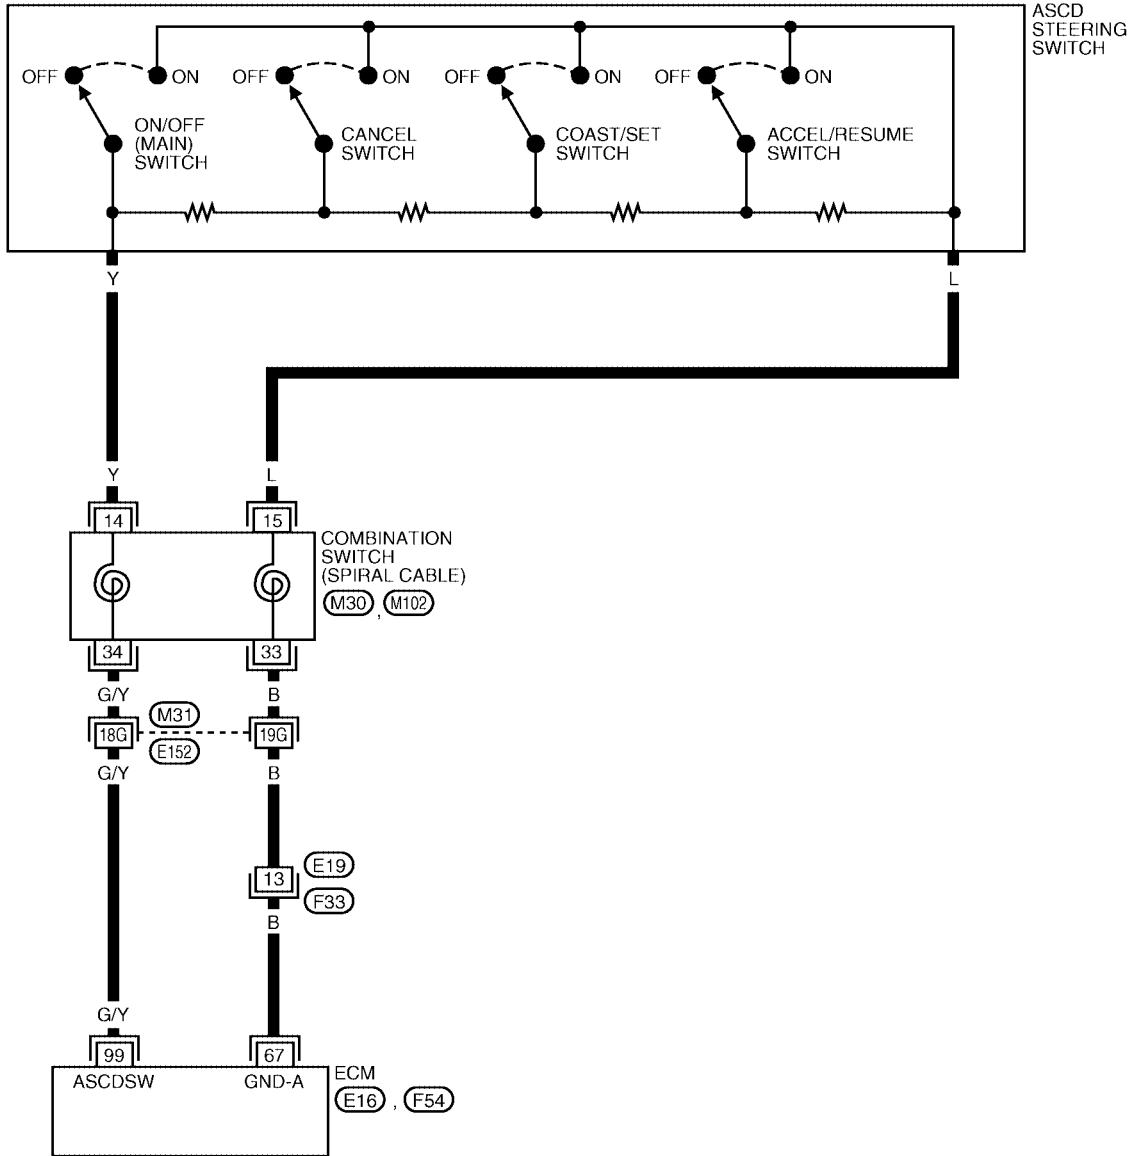 ASCD
STEERING
SWITCH
OFF ON OFF ON OFF ON OFF ON
ON/OFF
(MAIN)
SWITCH
CANCEL
SWITCH
COAST/SET
SWITCH
ACCEL/RESUME
SWITCH
Y L
Y L
14 15
COMBINATION
SWITCH
(SPIRAL CABLE)
M30 , M102
34 33
G/Y B
M31
18G 19G
E152
G/Y B
E19
13
F33
B
G/Y
99 67
ASCDSW GND-A
ECM
E16 , F54